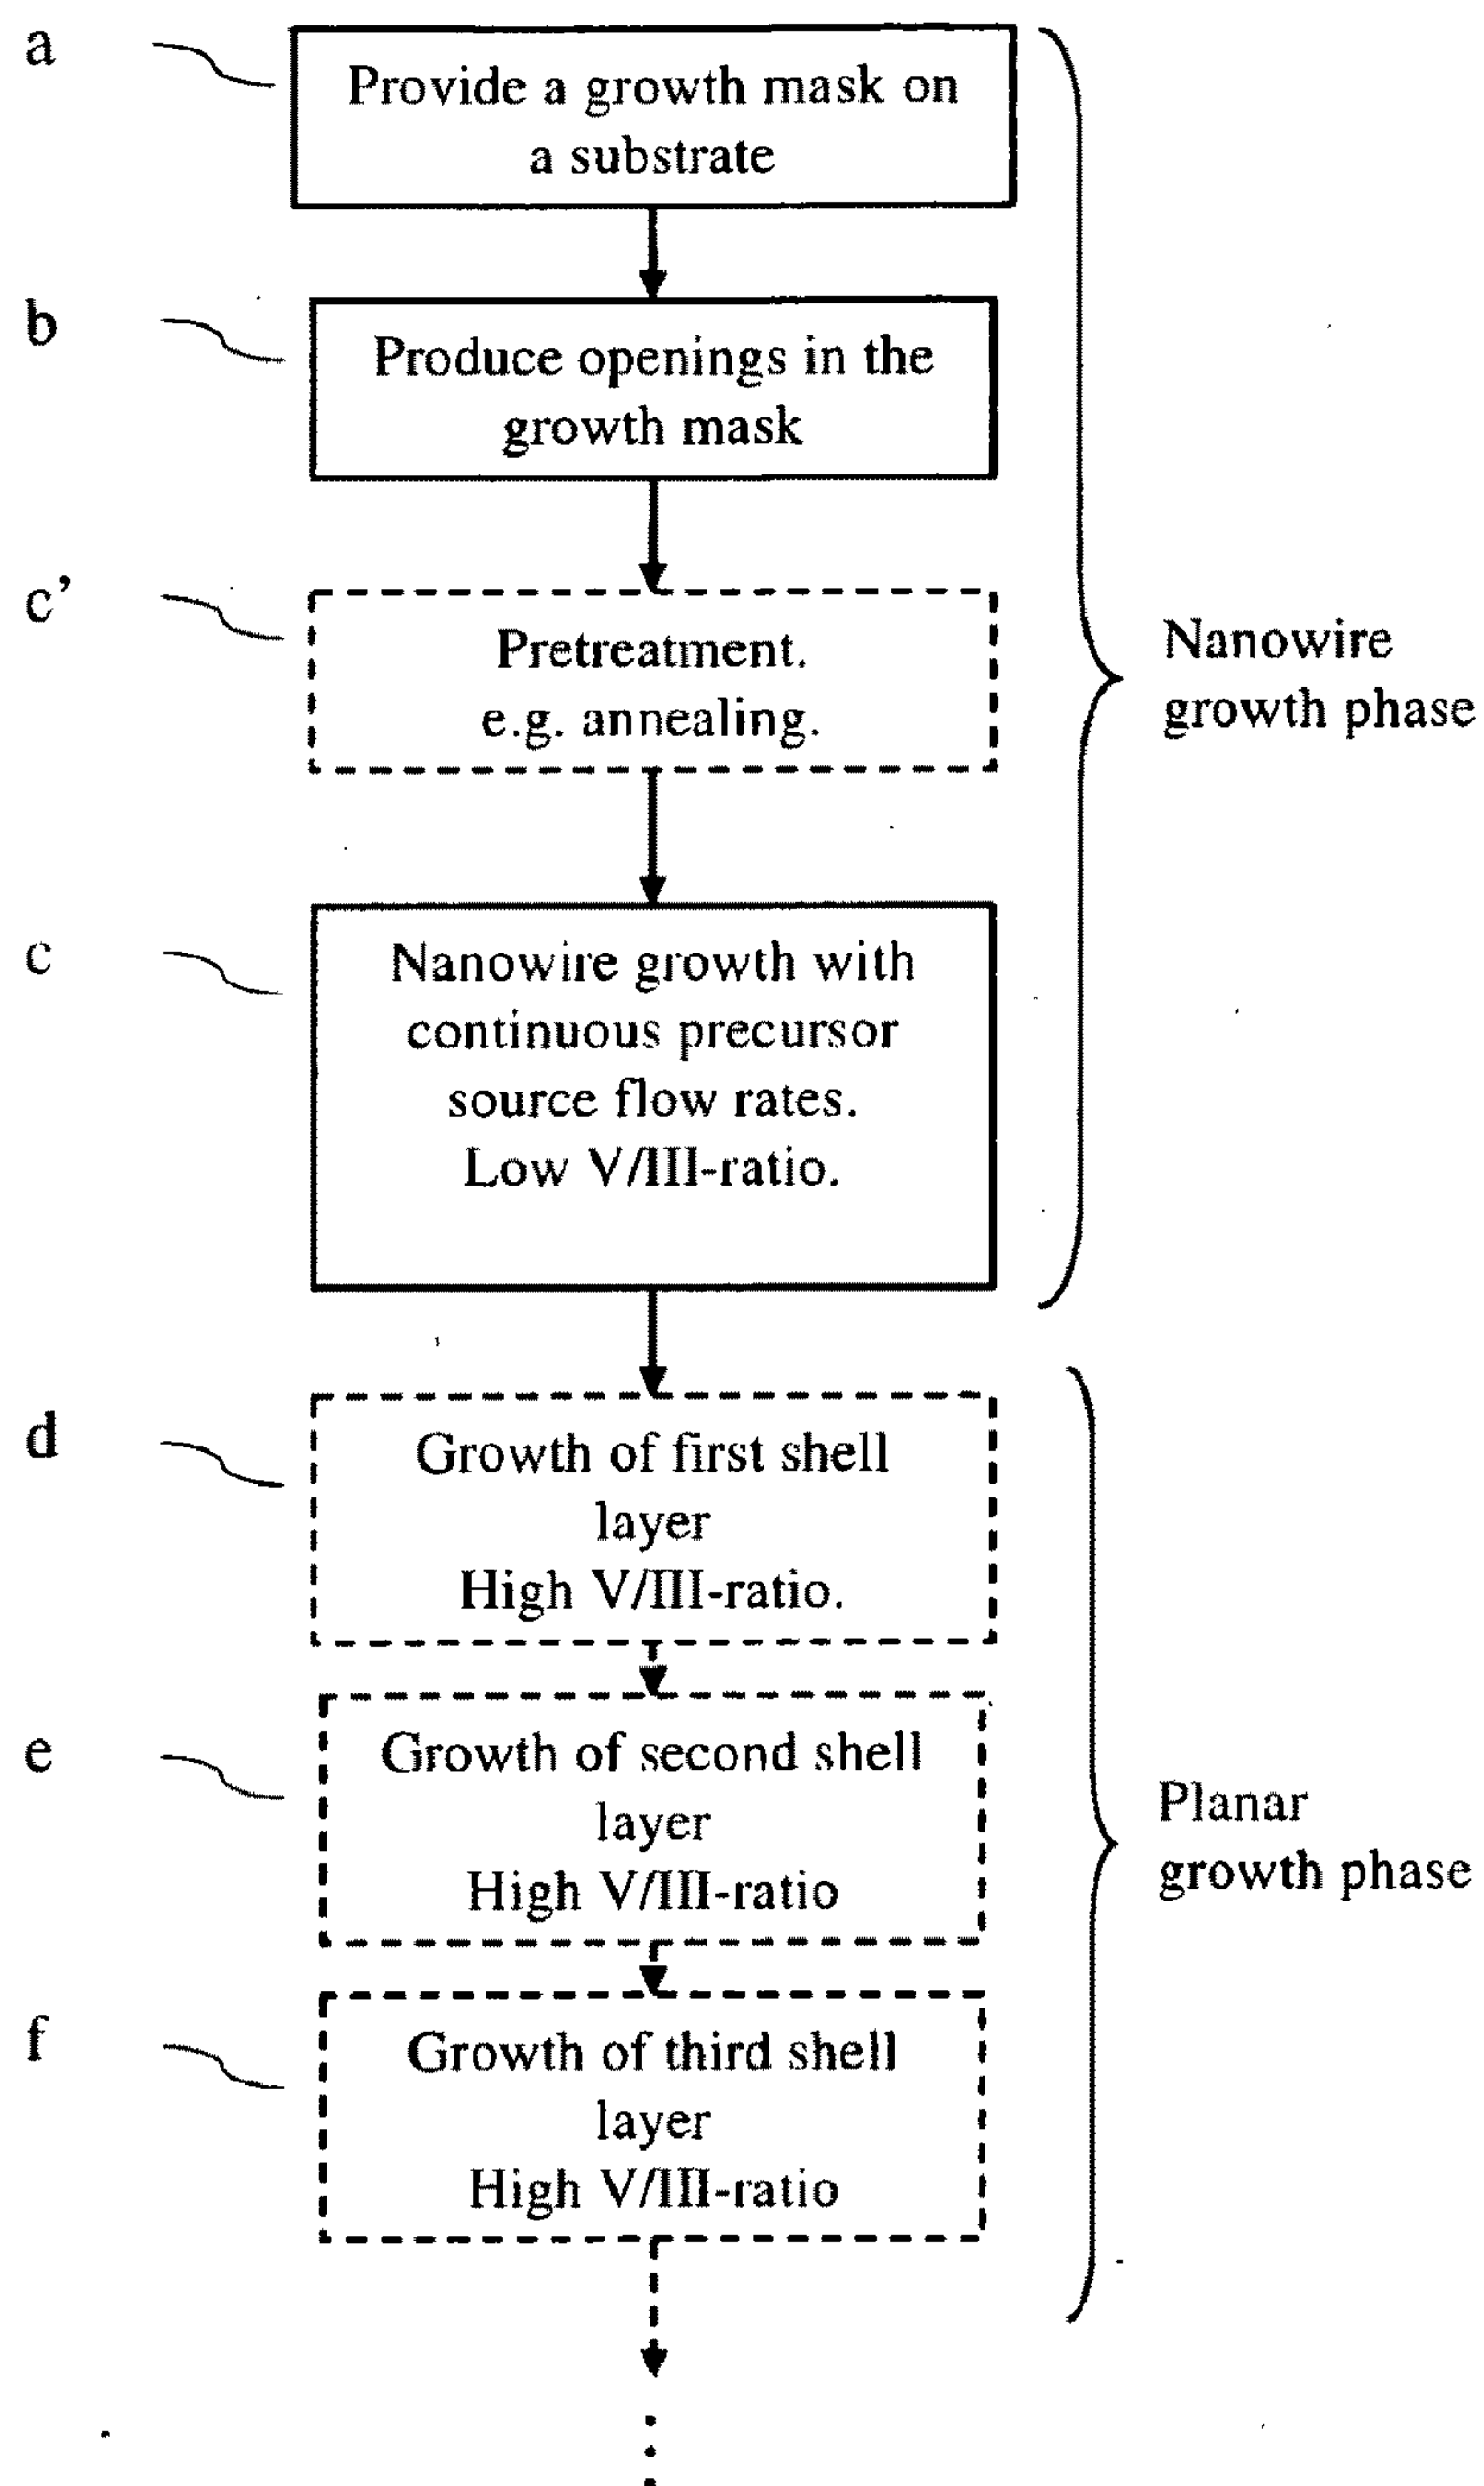 a
Provide a growth mask on
a substrate
b
Produce openings in the
growth mask
c’
Pretreatment.
e.g. annealing.
Nanowire
growth phase
c
Nanowire growth with
continuous precursor
source flow rates.
Low V/III-ratio.
d
Growth of first shell
layer
High V/III-ratio.
e
Growth of second shell
layer
High V/III-ratio
Planar
growth phase
f
Growth of third shell
layer
High V/III-ratio